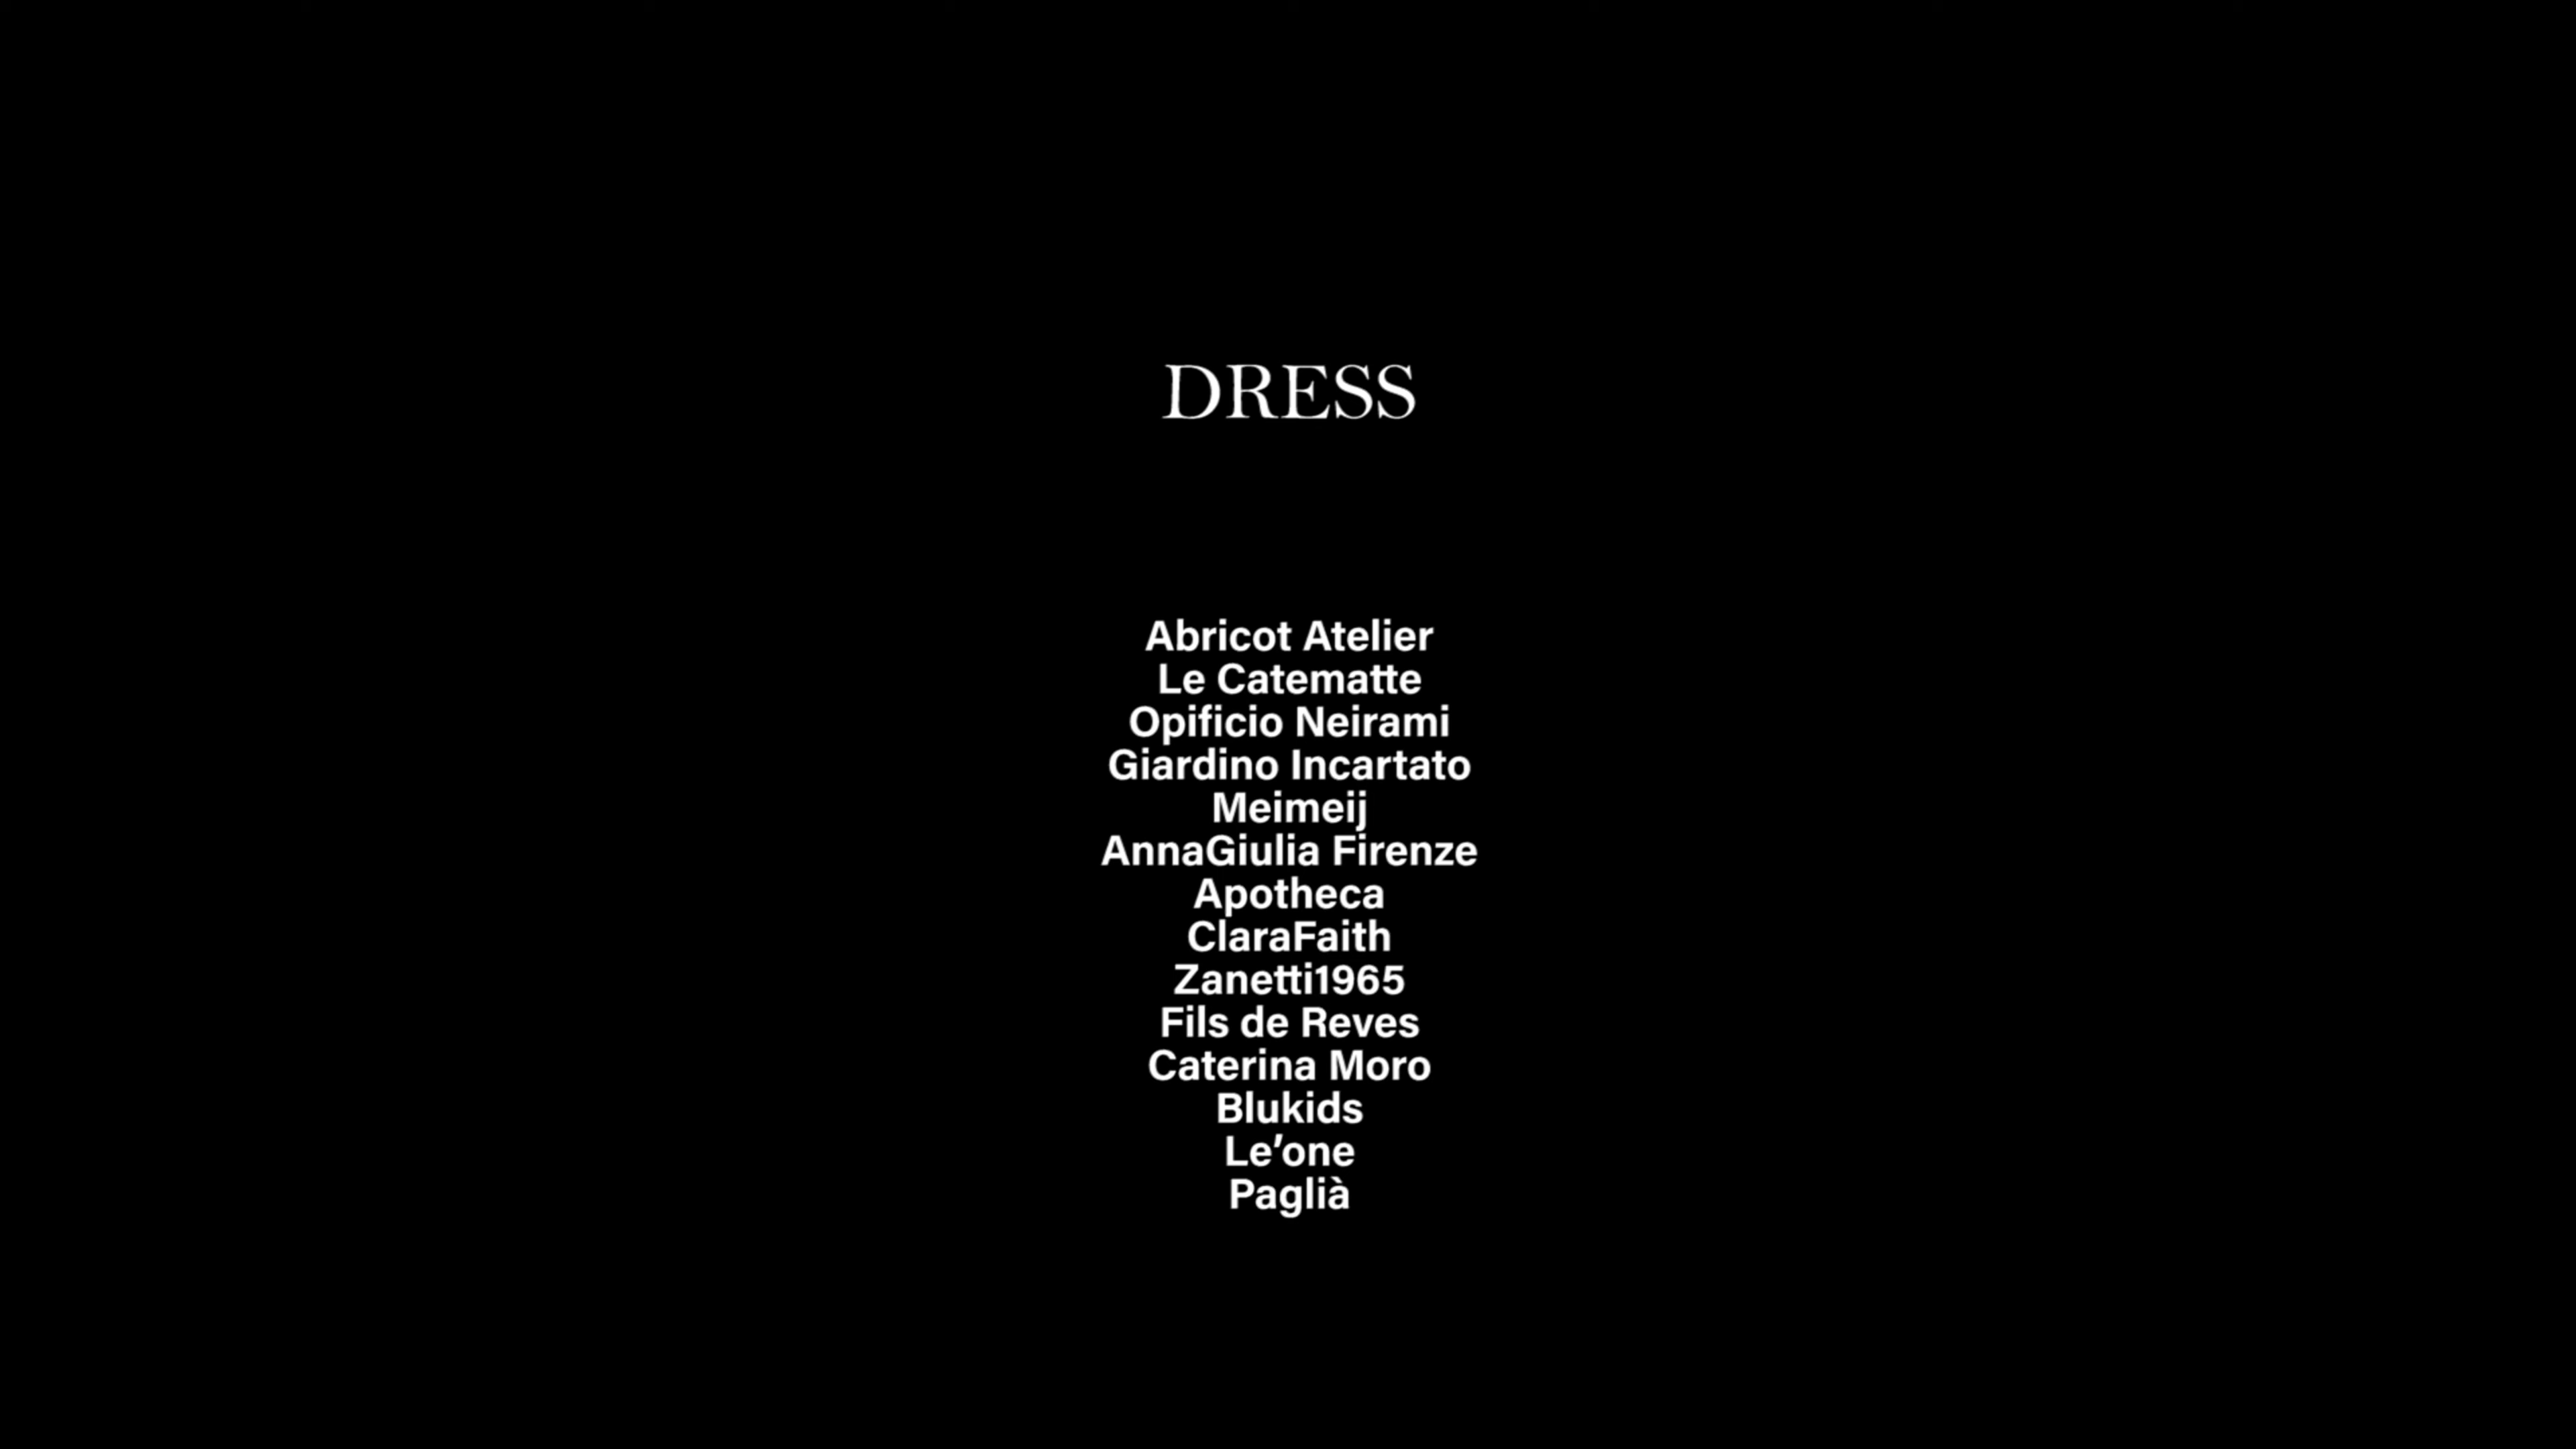 DRESS
Abricot Atelier
Le Catematte
Opificio Neirami
Giardino Incartato
Meimeij
AnnaGiulia Firenze
Apotheca
ClaraFaith
Zanetti1965
Fils de Reves
Caterina Moro
Blukids
Le’one
Paglià